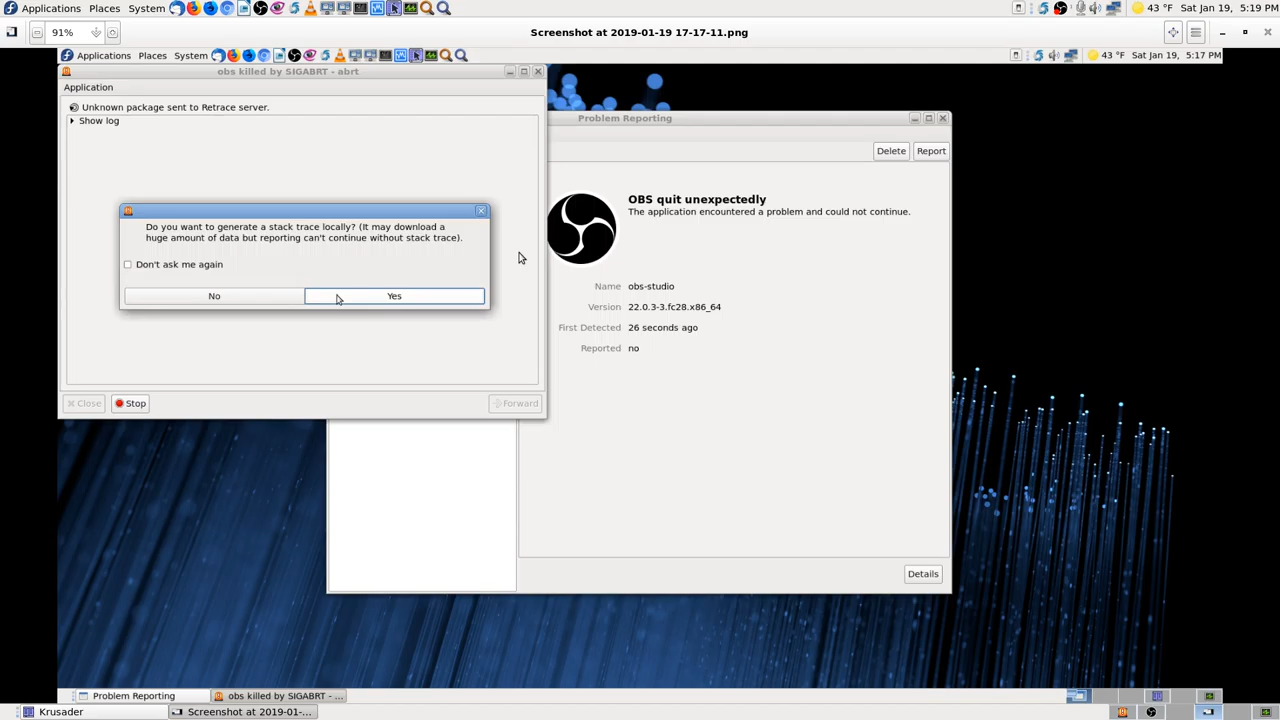 Applications Places System 43 °F Sat Jan 19, 5:19 PM
91% Screenshot at 2019-01-19 17-17-11.png
Applications Places System 43 °F Sat Jan 19, 5:17 PM
obs killed by SIGABRT - abrt
Application
Unknown package sent to Retrace server.
Show log
Do you want to generate a stack trace locally? (It may download a
huge amount of data but reporting can't continue without stack trace).
Don't ask me again
No Yes
Close Stop Forward
Problem Reporting
Delete Report
OBS quit unexpectedly
The application encountered a problem and could not continue.
Name obs-studio
Version 22.0.3-3.fc28.x86_64
First Detected 26 seconds ago
Reported no
Details
Problem Reporting obs killed by SIGABRT - ...
Krusader Screenshot at 2019-01-...